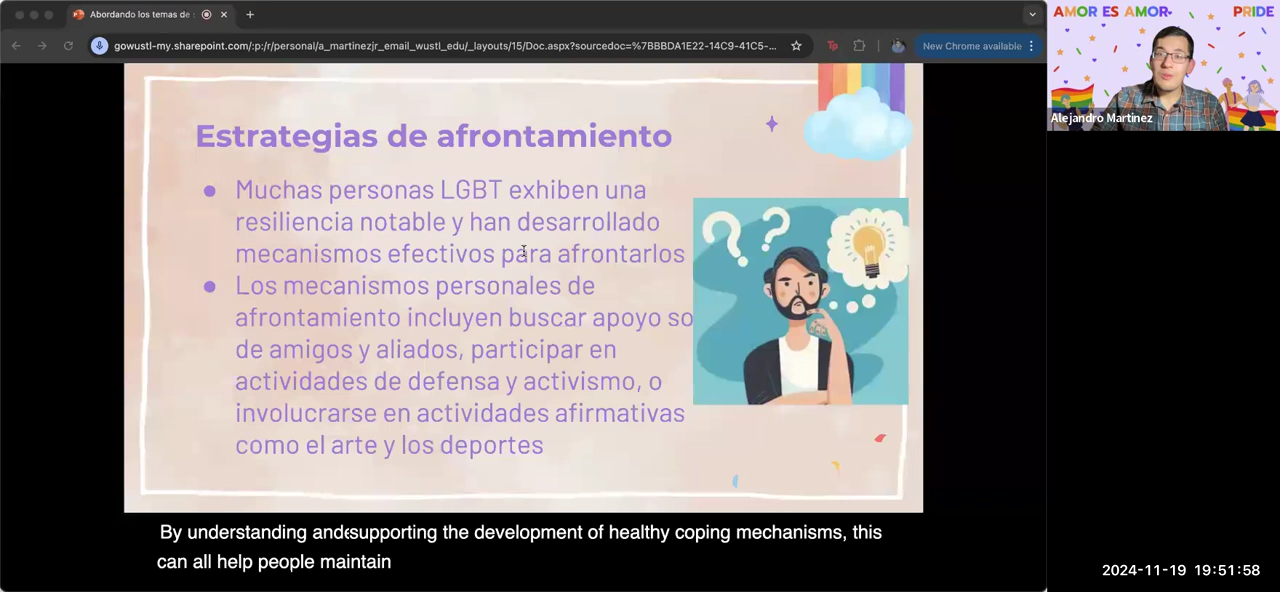 Abordando los temas de
gowustl-my.sharepoint.com/:p:/r/personal/a_martinezjr_email_wustl_edu/_layouts/15/Doc.aspx?sourcedoc=%7BBBDA1E22-14C9-41C5-...
Tp
New Chrome available
AMOR ES AMOR
PRIDE
Alejandro Martinez
Estrategias de afrontamiento
● Muchas personas LGBT exhiben una
resiliencia notable y han desarrollado
mecanismos efectivos para afrontarlos
● Los mecanismos personales de
afrontamiento incluyen buscar apoyo so
de amigos y aliados, participar en
actividades de defensa y activismo, o
involucrarse en actividades afirmativas
como el arte y los deportes
By understanding and supporting the development of healthy coping mechanisms, this
can all help people maintain
2024-11-19 19:51:58